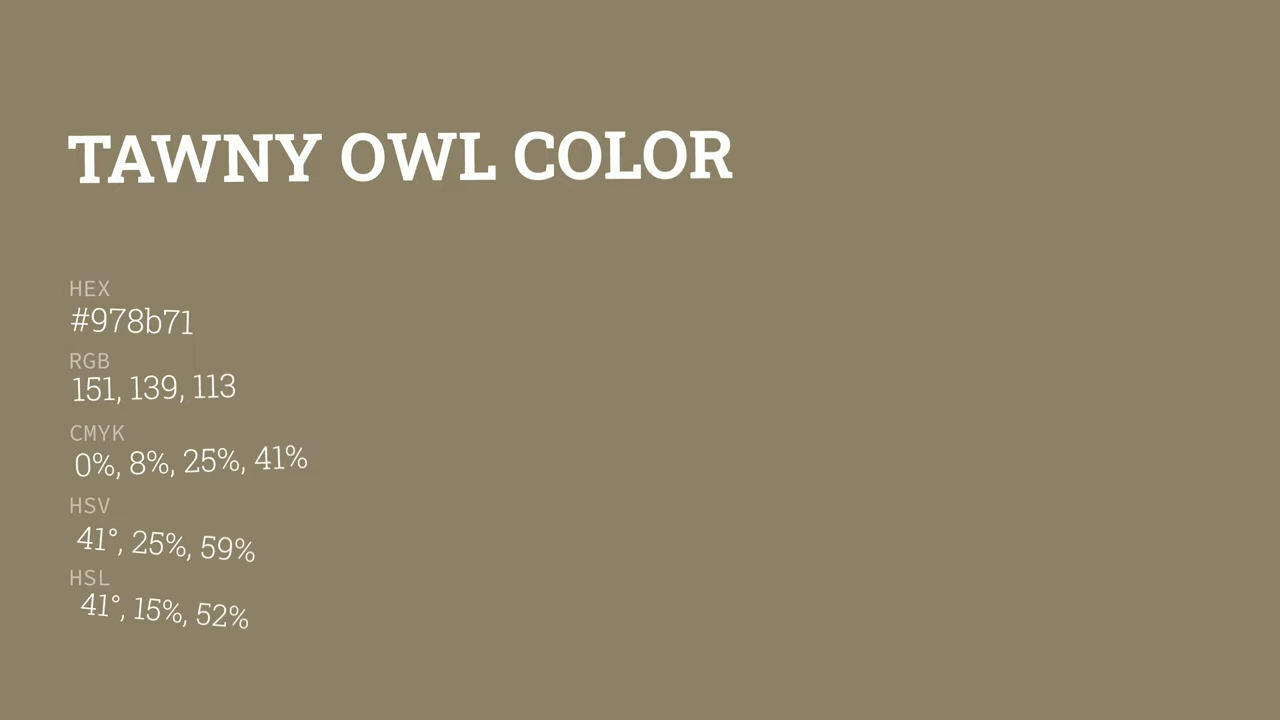 TAWNY OWL COLOR
HEX
#978b71
RGB
151, 139, 113
CMYK
0%, 8%, 25%, 41%
HSV
41°, 25%, 59%
HSL
41°, 15%, 52%